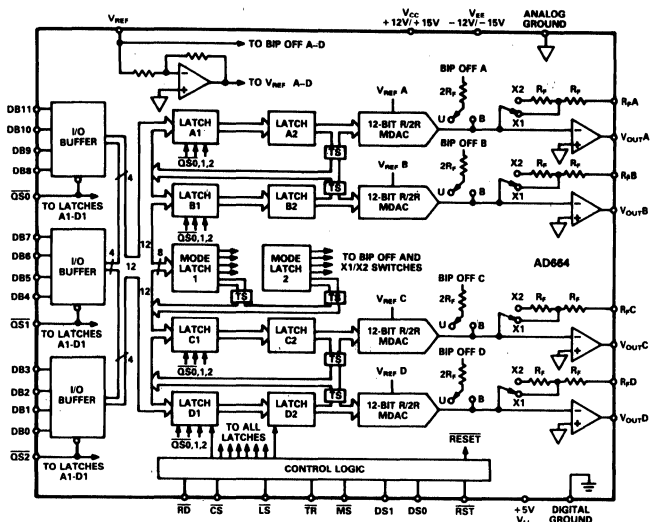 VREF
VCC
+12V/+15V
VEE
-12V/-15V
ANALOG
GROUND
TO BIP OFF A-D
TO VREF A-D
BIP OFF A
2RF
X2 RF RF
RFA
VREF A
U B
X1
DB11
DB10
DB9
DB8
I/O
BUFFER
LATCH
A1
LATCH
A2
12-BIT R/2R
MDAC
VOUTA
QS0,1,2
TS
QS0
TO LATCHES
A1-D1
4
BIP OFF B
2RF
X2 RF RF
RFB
VREF B
TS
LATCH
B1
LATCH
B2
12-BIT R/2R
MDAC
U B
X1
VOUTB
QS0,1,2
DB7
DB6
DB5
DB4
I/O
BUFFER
4
12
12
12
8
MODE
LATCH
1
MODE
LATCH
2
TO BIP OFF AND
X1/X2 SWITCHES
AD664
TS
TS
QS1
TO LATCHES
A1-D1
BIP OFF C
2RF
X2 RF RF
RFC
VREF C
LATCH
C1
LATCH
C2
12-BIT R/2R
MDAC
U B
X1
VOUTC
QS0,1,2
TS
DB3
DB2
DB1
DB0
I/O
BUFFER
4
BIP OFF D
2RF
X2 RF RF
RFD
VREF D
TS
LATCH
D1
LATCH
D2
12-BIT R/2R
MDAC
U B
X1
VOUTD
QS0,1,2
TO ALL
LATCHES
RESET
QS2
TO LATCHES
A1-D1
CONTROL LOGIC
RD CS LS TR MS DS1 DS0 RST
+5V
DIGITAL
GROUND